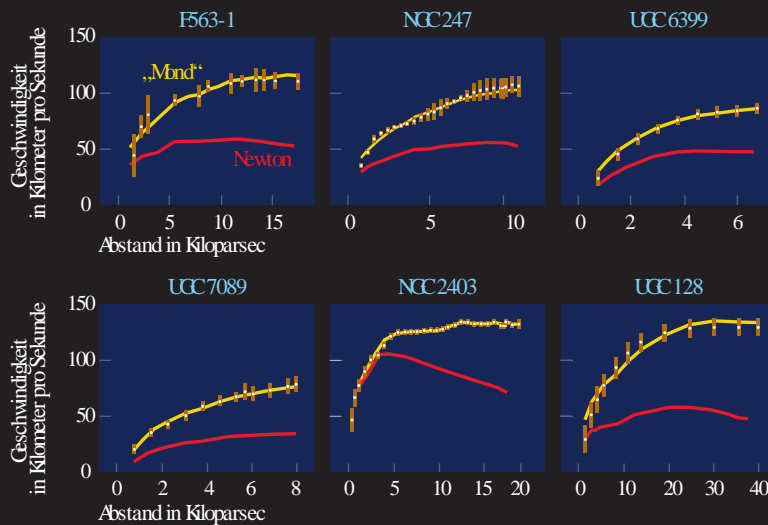 F563-1
NGC 247
UGC 6399
Geschwindigkeit
in Kilometer pro Sekunde
150
100
50
0
„Mond“
Newton
0 5 10 15
0 5 10
0 2 4 6
Abstand in Kiloparsec
UGC 7089
NGC 2403
UGC 128
Geschwindigkeit
in Kilometer pro Sekunde
150
100
50
0
0 2 4 6 8
0 5 10 15 20
0 10 20 30 40
Abstand in Kiloparsec